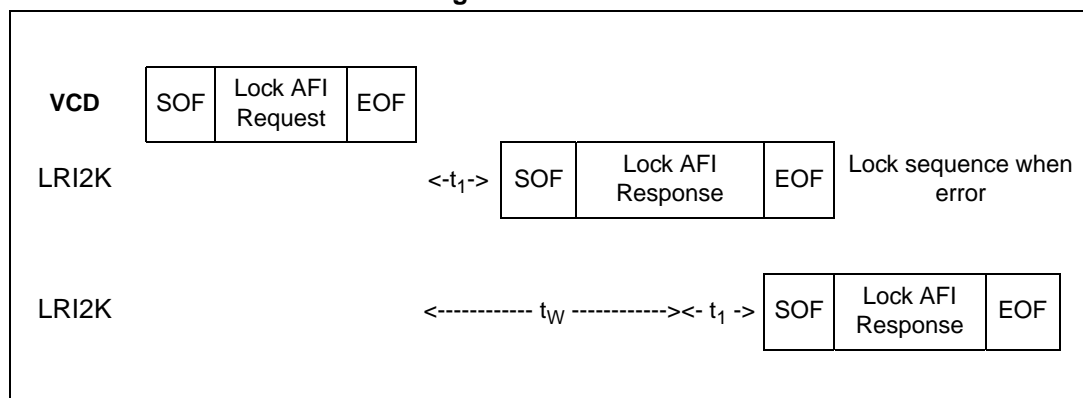 VCD SOF Lock AFI Request EOF
LRI2K <-t1-> SOF Lock AFI Response EOF Lock sequence when error
LRI2K <------------ tW ------------><- t1 -> SOF Lock AFI Response EOF